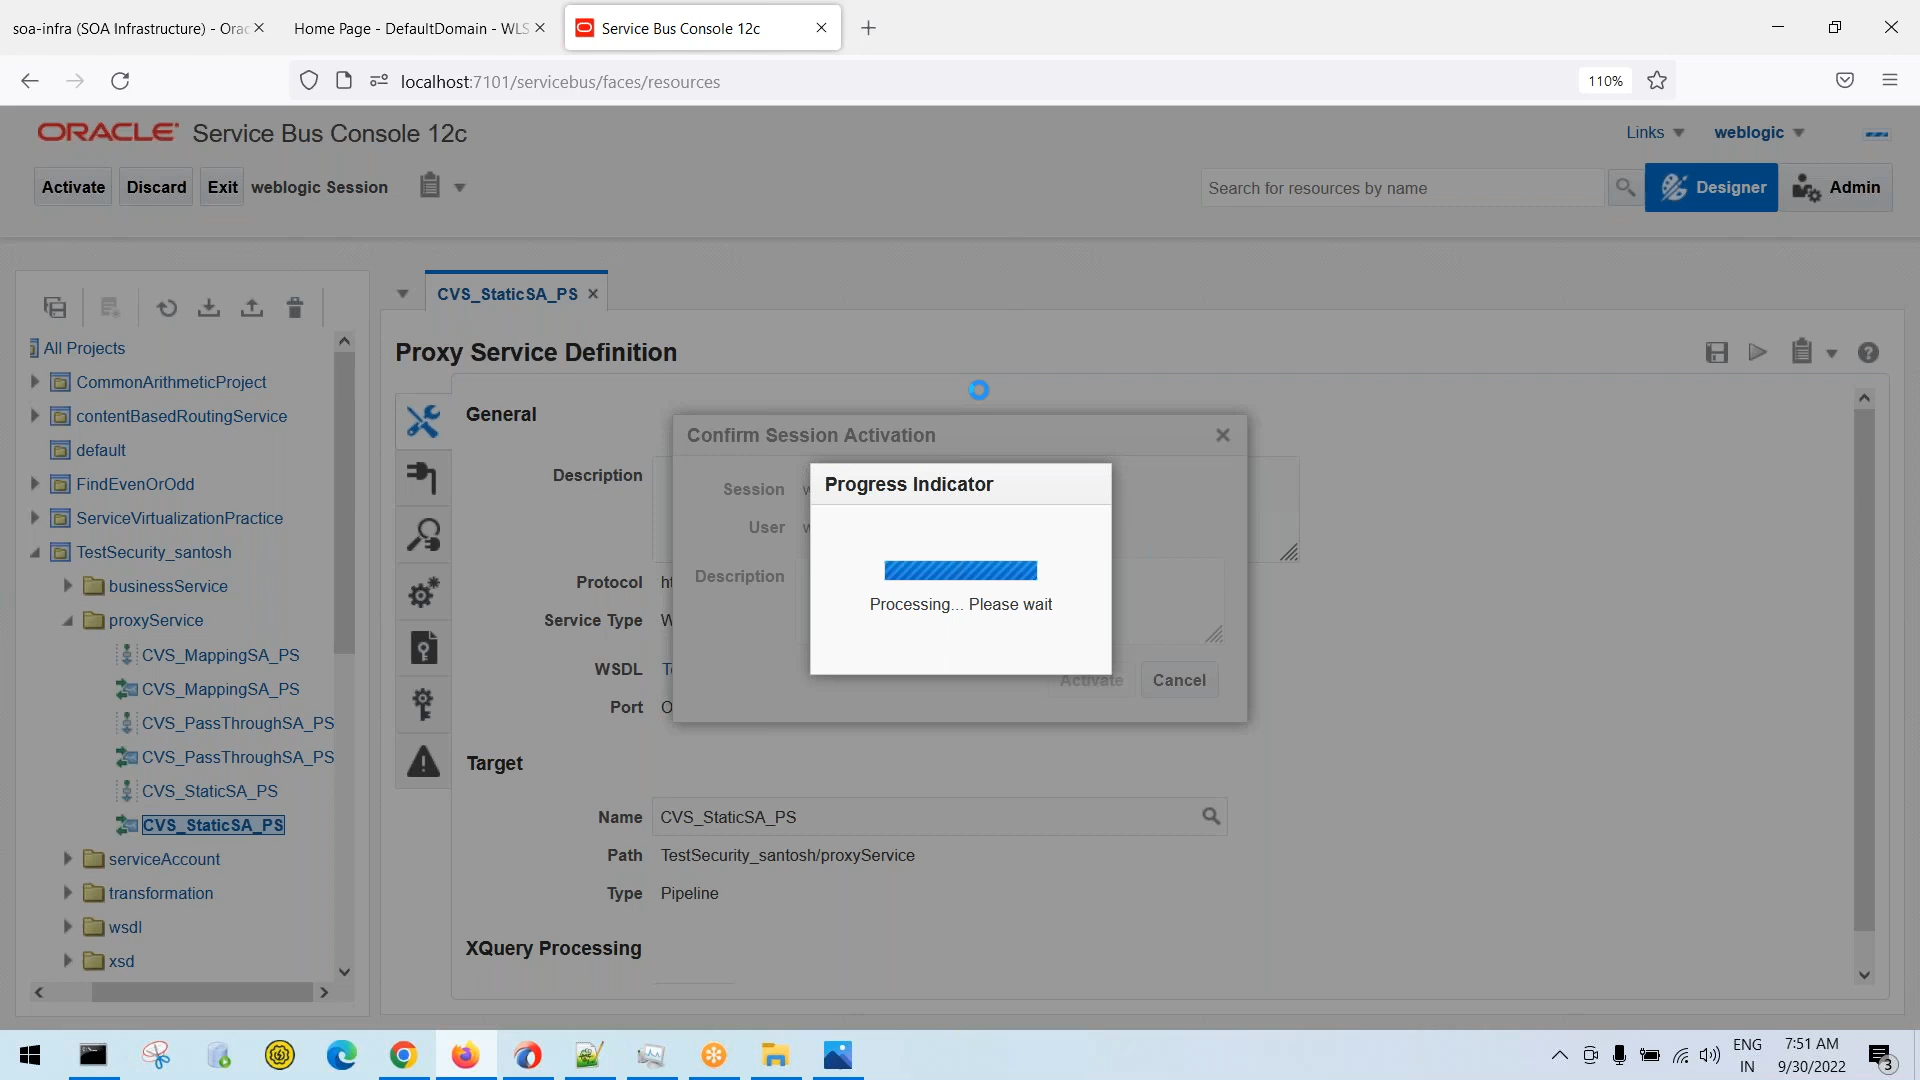 soa-infra (SOA Infrastructure) - Orac
Home Page - DefaultDomain - WLS
Service Bus Console 12c
localhost:7101/servicebus/faces/resources
110%
ORACLE Service Bus Console 12c
Links
weblogic
Activate
Discard
Exit
weblogic Session
Search for resources by name
Designer
Admin
All Projects
CommonArithmeticProject
contentBasedRoutingService
default
FindEvenOrOdd
ServiceVirtualizationPractice
TestSecurity_santosh
businessService
proxyService
CVS_MappingSA_PS
CVS_MappingSA_PS
CVS_PassThroughSA_PS
CVS_PassThroughSA_PS
CVS_StaticSA_PS
CVS_StaticSA_PS
serviceAccount
transformation
wsdl
xsd
CVS_StaticSA_PS
Proxy Service Definition
General
Description
Protocol
Service Type
WSDL
Port
Confirm Session Activation
Session
User
Description
Activate
Cancel
Progress Indicator
Processing... Please wait
Target
Name CVS_StaticSA_PS
Path TestSecurity_santosh/proxyService
Type Pipeline
XQuery Processing
ENG
IN
7:51 AM
9/30/2022
3